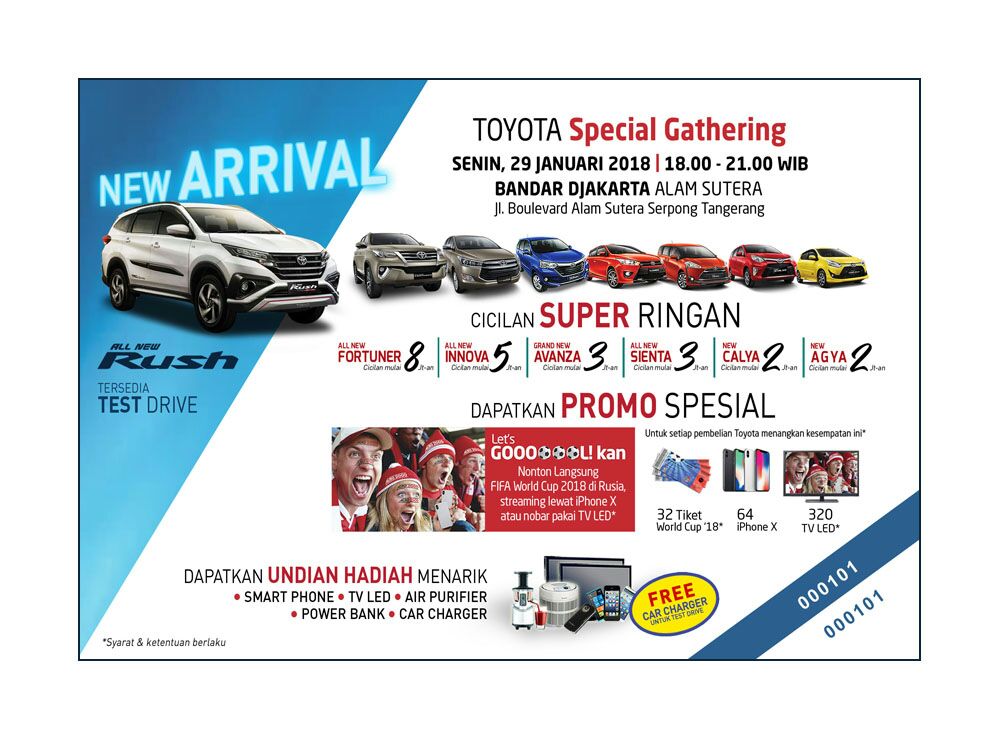 NEW ARRIVAL
TOYOTA Special Gathering
SENIN, 29 JANUARI 2018 | 18.00 - 21.00 WIB
BANDAR DJAKARTA ALAM SUTERA
Jl. Boulevard Alam Sutera Serpong Tangerang
Rush
ALL NEW
Rush
TERSEDIA
TEST DRIVE
CICILAN SUPER RINGAN
ALL NEW
FORTUNER 8
Cicilan mulai Jt-an
ALL NEW
INNOVA 5
Cicilan mulai Jt-an
GRAND NEW
AVANZA 3
Cicilan mulai Jt-an
ALL NEW
SIENTA 3
Cicilan mulai Jt-an
NEW
CALYA 2
Cicilan mulai Jt-an
NEW
AGYA 2
Cicilan mulai Jt-an
DAPATKAN PROMO SPESIAL
Let's
GOOOOOOL! kan
Nonton Langsung
FIFA World Cup 2018 di Rusia,
streaming lewat iPhone X
atau nobar pakai TV LED*
Untuk setiap pembelian Toyota menangkan kesempatan ini*
32 Tiket
World Cup '18*
64
iPhone X
320
TV LED*
DAPATKAN UNDIAN HADIAH MENARIK
• SMART PHONE • TV LED • AIR PURIFIER
• POWER BANK • CAR CHARGER
FREE
CAR CHARGER
UNTUK TEST DRIVE
000101
000101
*Syarat & ketentuan berlaku